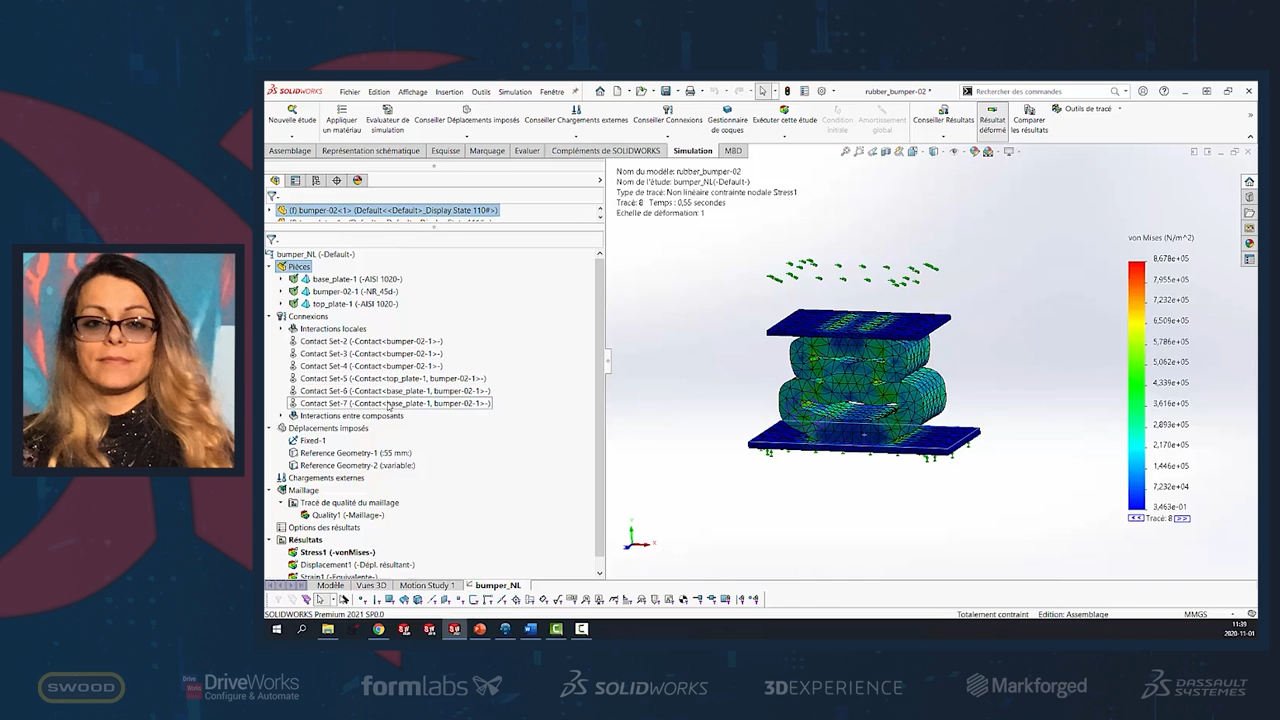 SOLIDWORKS
Fichier Edition Affichage Insertion Outils Simulation Fenêtre
rubber_bumper-02 *
Recherche des commandes
Nouvelle étude
Appliquer un matériau
Evaluateur de simulation
Conseiller Déplacements imposés
Conseiller Chargements externes
Conseiller Connexions
Gestionnaire de coques
Exécuter cette étude
Condition initiale
Amortissement global
Conseiller Résultats
Résultat déformé
Comparer les résultats
Outils de tracé
Assemblage Représentation schématique Esquisse Marquage Evaluer Compléments de SOLIDWORKS Simulation MBD
(f) bumper-02<1> (Default<<Default>_Display State 110#>)
bumper_NL (-Default-)
Pièces
base_plate-1 (-AISI 1020-)
bumper-02-1 (-NR_45d-)
top_plate-1 (-AISI 1020-)
Connexions
Interactions locales
Contact Set-2 (-Contact<bumper-02-1>-)
Contact Set-3 (-Contact<bumper-02-1>-)
Contact Set-4 (-Contact<bumper-02-1>-)
Contact Set-5 (-Contact<top_plate-1, bumper-02-1>-)
Contact Set-6 (-Contact<base_plate-1, bumper-02-1>-)
Contact Set-7 (-Contact<base_plate-1, bumper-02-1>-)
Interactions entre composants
Déplacements imposés
Fixed-1
Reference Geometry-1 (:55 mm:)
Reference Geometry-2 (:variable:)
Chargements externes
Maillage
Tracé de qualité du maillage
Quality1 (-Maillage-)
Options des résultats
Résultats
Stress1 (-vonMises-)
Displacement1 (-Dépl. résultant-)
Strain1 (-Equivalente-)
Nom du modèle: rubber_bumper-02
Nom de l'étude: bumper_NL(-Default-)
Type de tracé: Non linéaire contrainte nodale Stress1
Tracé: 8 Temps : 0,55 secondes
Echelle de déformation: 1
von Mises (N/m^2)
8,678e+05
7,955e+05
7,232e+05
6,509e+05
5,785e+05
5,062e+05
4,339e+05
3,616e+05
2,893e+05
2,170e+05
1,446e+05
7,232e+04
3,463e-01
Tracé: 8
Modèle Vues 3D Motion Study 1 bumper_NL
SOLIDWORKS Premium 2021 SP0.0
Totalement contraint
Edition: Assemblage
MMGS
11:39
2020-11-01
SWOOD
DriveWorks
Configure & Automate
formlabs
SOLIDWORKS
3DEXPERIENCE
Markforged
DASSAULT SYSTEMES